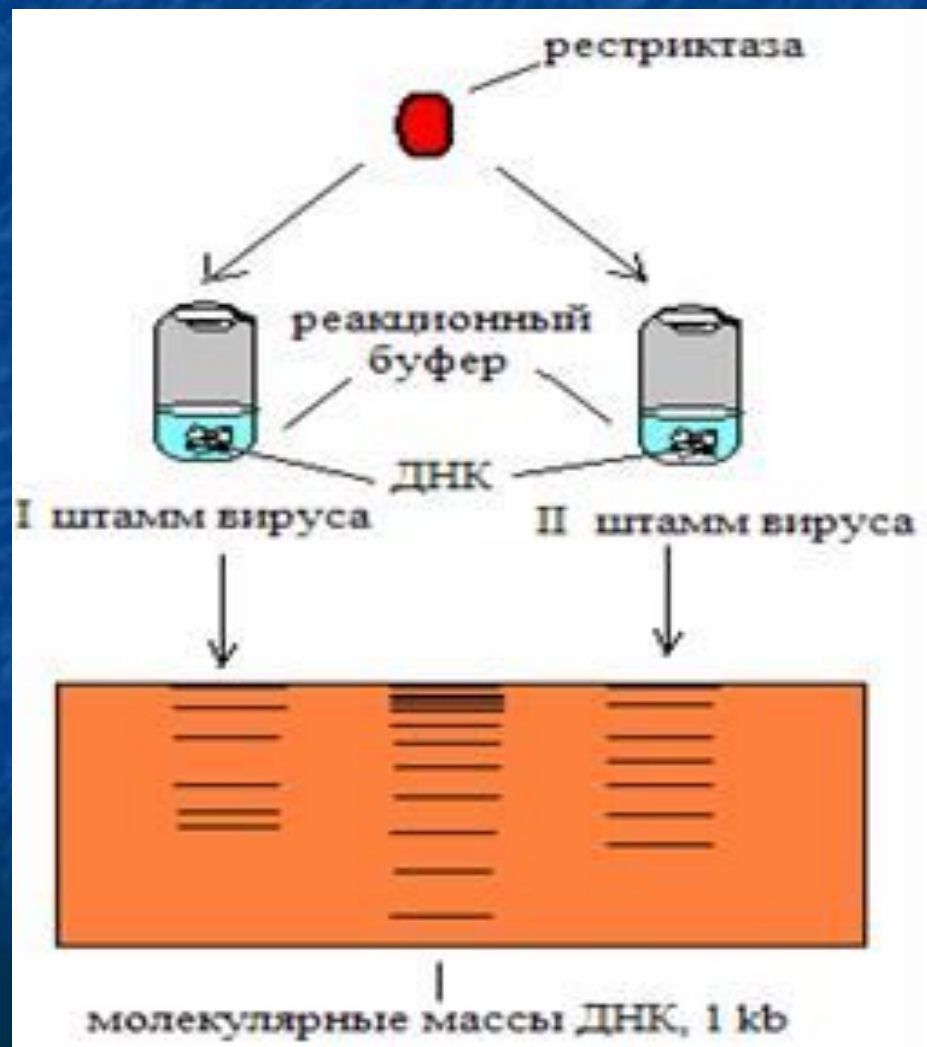 рестриктаза
реакционный
буфер
ДНК
I штамм вируса
II штамм вируса
молекулярные массы ДНК, 1 kb